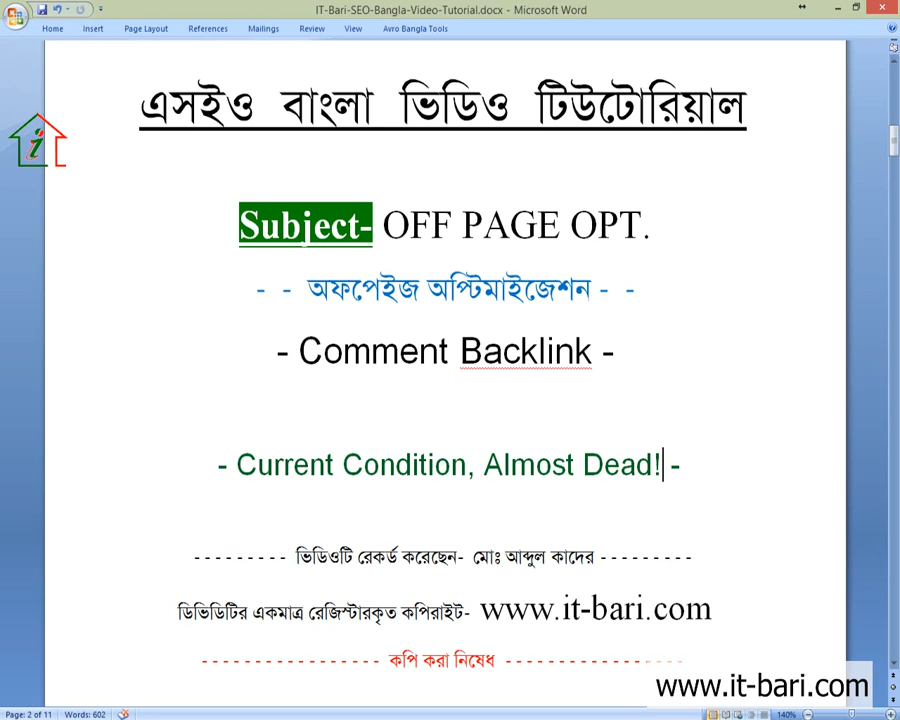 IT-Bari-SEO-Bangla-Video-Tutorial.docx - Microsoft Word
Home Insert Page Layout References Mailings Review View Avro Bangla Tools
এসইও বাংলা ভিডিও টিউটোরিয়াল
i
Subject- OFF PAGE OPT.
- - অফপেইজ অপ্টিমাইজেশন - -
- Comment Backlink -
- Current Condition, Almost Dead! -
- - - - - - - - - ভিডিওটি রেকর্ড করেছেন- মোঃ আব্দুল কাদের - - - - - - - - -
ডিভিডিটির একমাত্র রেজিস্টারকৃত কপিরাইট- www.it-bari.com
- - - - - - - - - - - - - - - - - - কপি করা নিষেধ - - - - - - - - - - - - - - - - - -
www.it-bari.com
Page: 2 of 11 Words: 602 140%